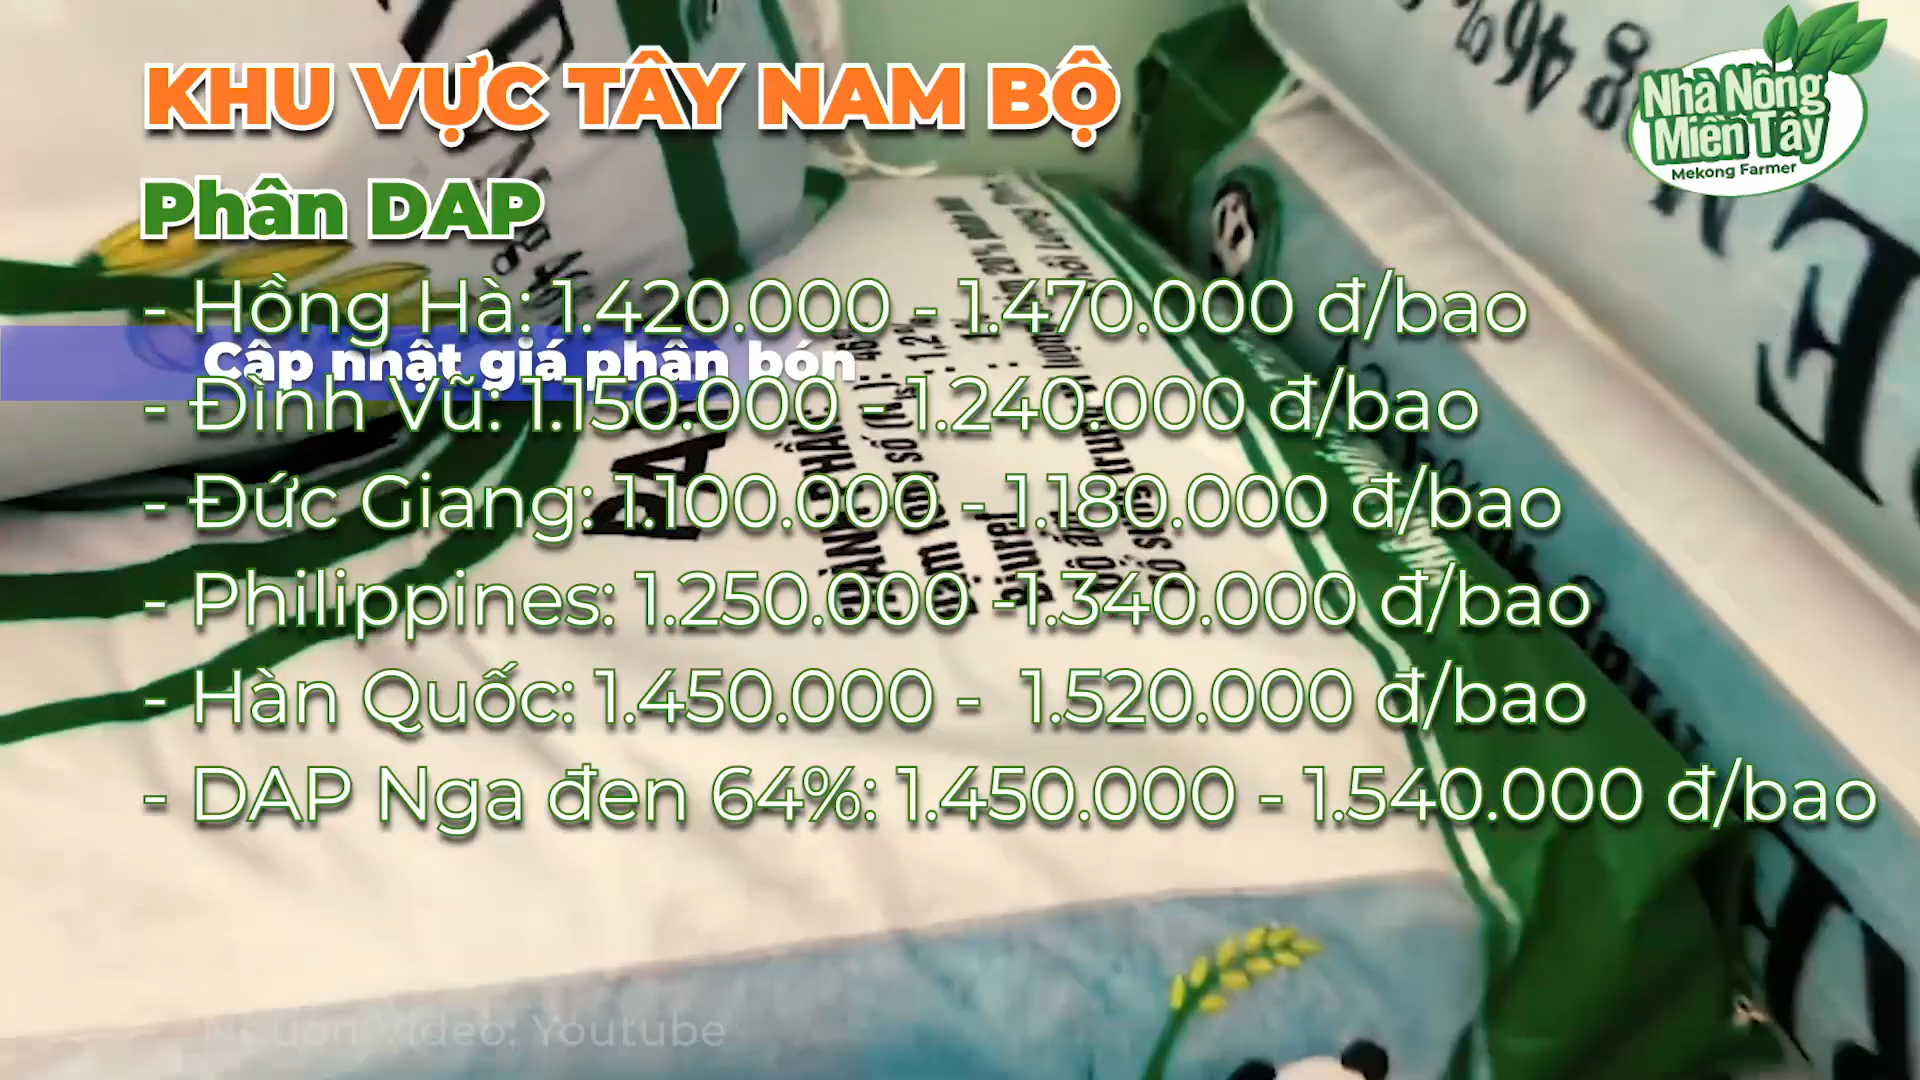 KHU VỰC TÂY NAM BỘ
Nhà Nông
Miền Tây
Mekong Farmer
Phân DAP
- Hồng Hà: 1.420.000 - 1.470.000 đ/bao
Cập nhật giá phân bón
- Đình Vũ: 1.150.000 - 1.240.000 đ/bao
- Đức Giang: 1.100.000 - 1.180.000 đ/bao
- Philippines: 1.250.000 -1.340.000 đ/bao
- Hàn Quốc: 1.450.000 - 1.520.000 đ/bao
- DAP Nga đen 64%: 1.450.000 - 1.540.000 đ/bao
Nguồn video: Youtube
Biuret